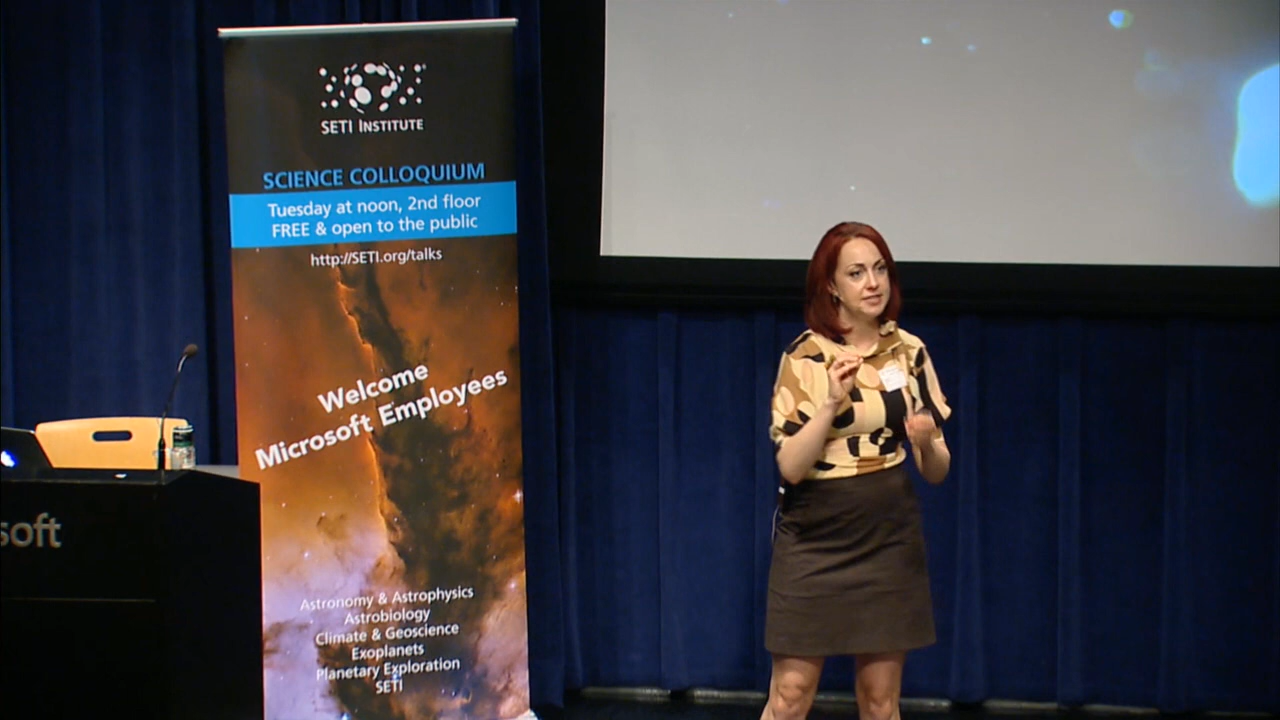 SETI INSTITUTE
SCIENCE COLLOQUIUM
Tuesday at noon, 2nd floor
FREE & open to the public
http://SETI.org/talks
Welcome
Microsoft Employees
soft
Astronomy & Astrophysics
Astrobiology
Climate & Geoscience
Exoplanets
Planetary Exploration
SETI